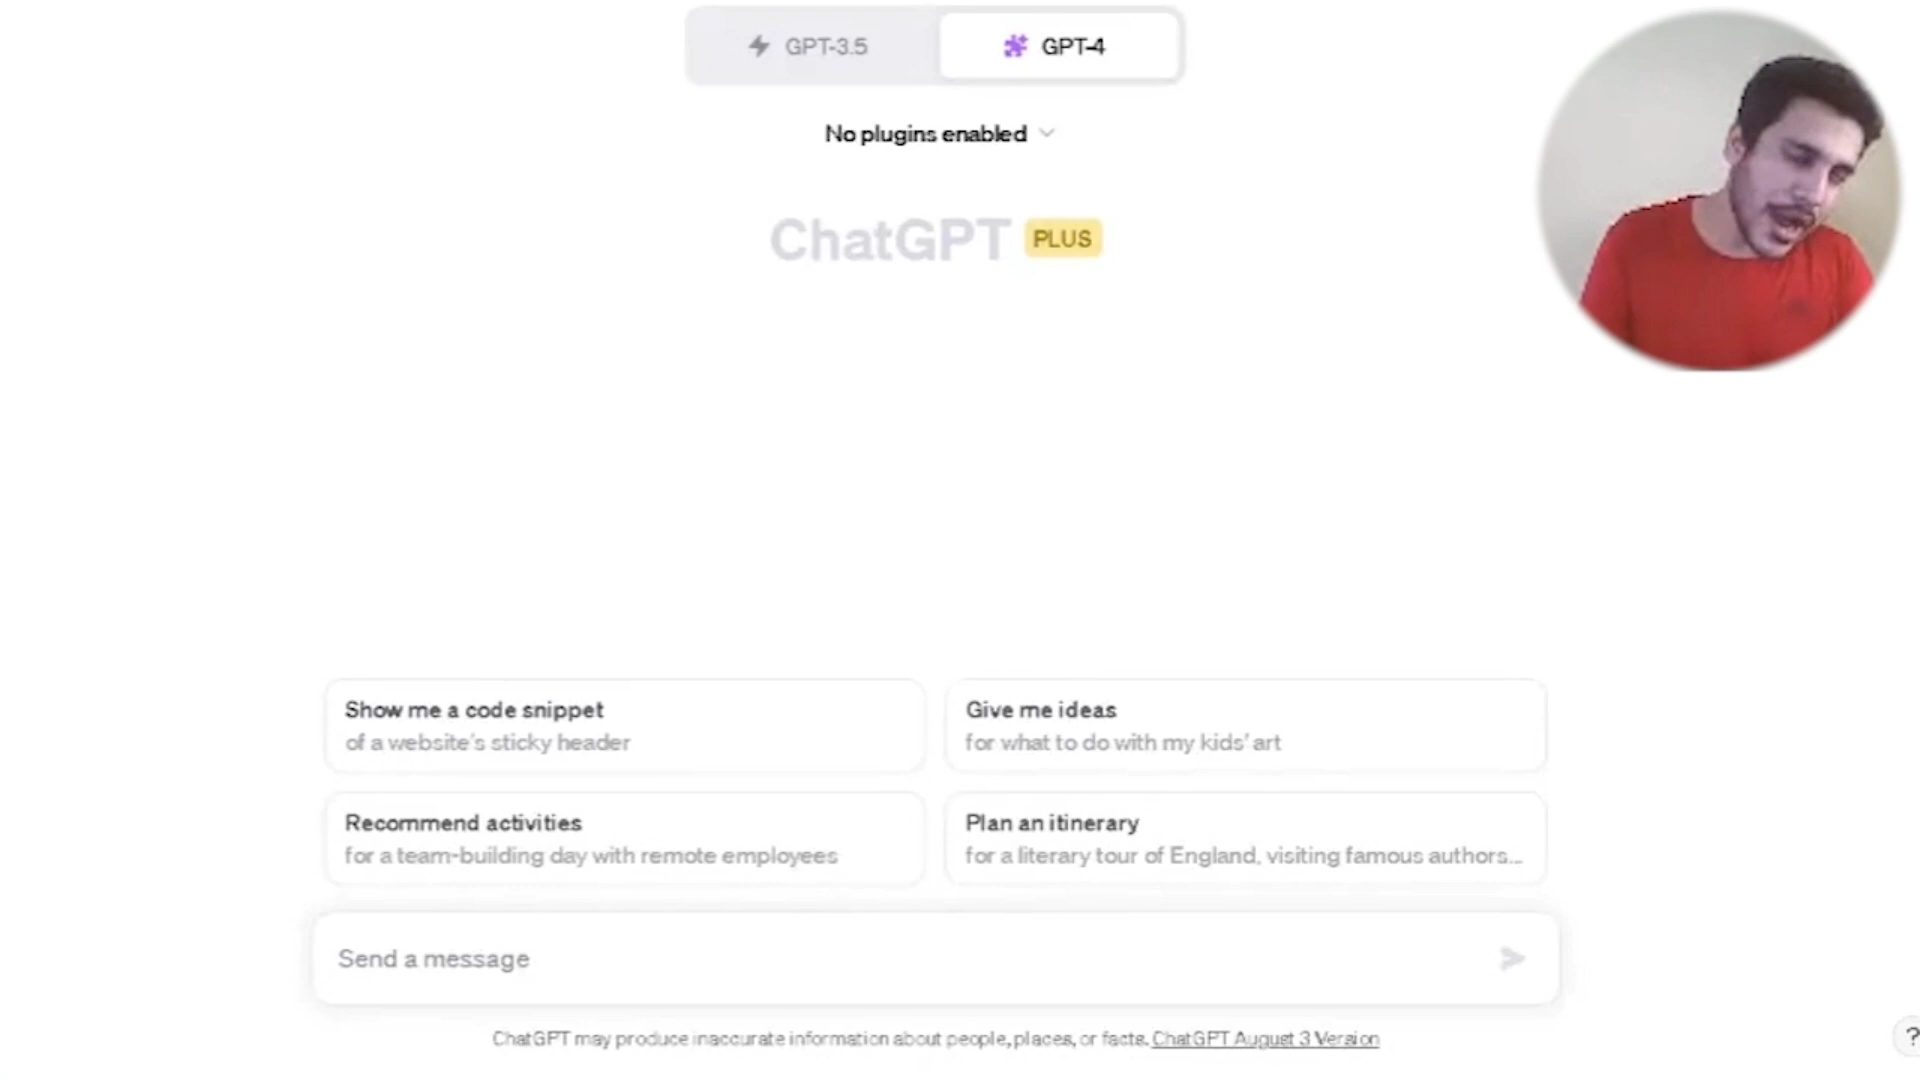 GPT-3.5
GPT-4
No plugins enabled
ChatGPT PLUS
Show me a code snippet
of a website's sticky header
Give me ideas
for what to do with my kids' art
Recommend activities
for a team-building day with remote employees
Plan an itinerary
for a literary tour of England, visiting famous authors...
Send a message
ChatGPT may produce inaccurate information about people, places, or facts. ChatGPT August 3 Version
?